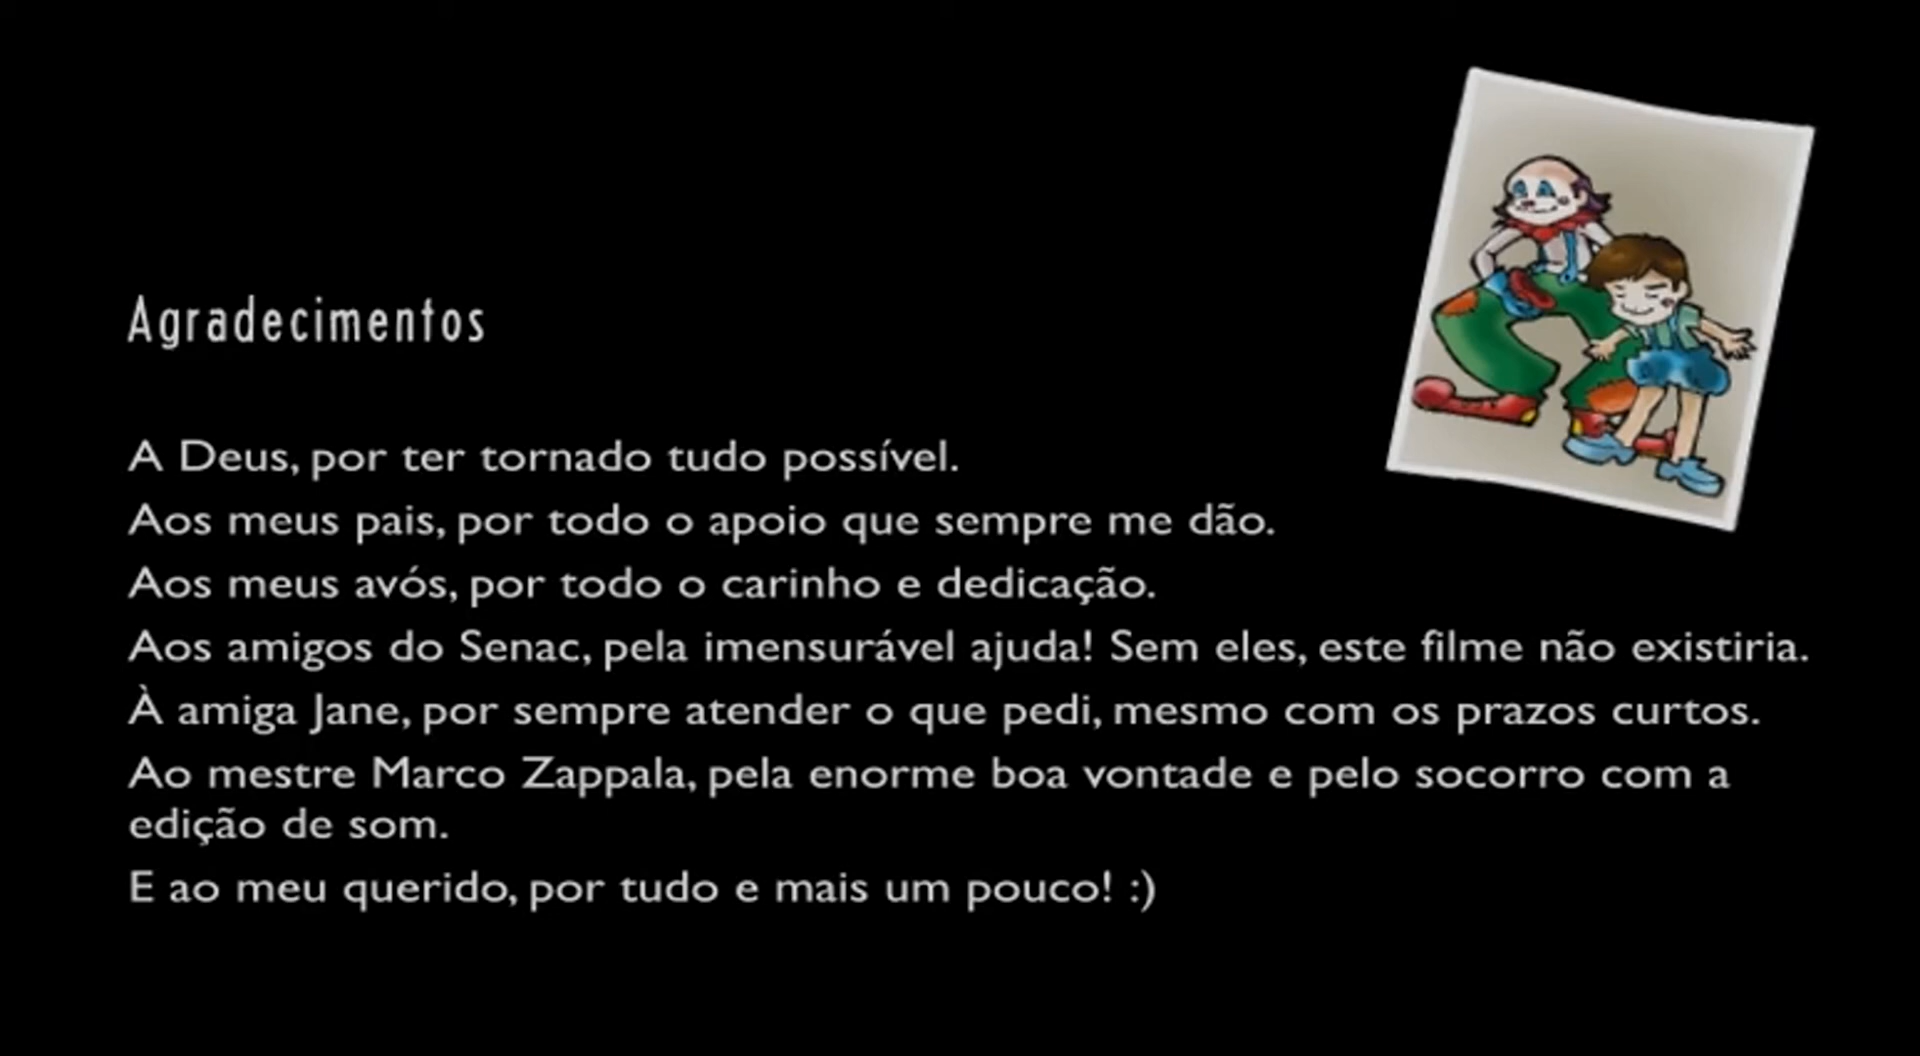 Agradecimentos
A Deus, por ter tornado tudo possível.
Aos meus pais, por todo o apoio que sempre me dão.
Aos meus avós, por todo o carinho e dedicação.
Aos amigos do Senac, pela imensurável ajuda! Sem eles, este filme não existiria.
À amiga Jane, por sempre atender o que pedi, mesmo com os prazos curtos.
Ao mestre Marco Zappala, pela enorme boa vontade e pelo socorro com a
edição de som.
E ao meu querido, por tudo e mais um pouco! :)